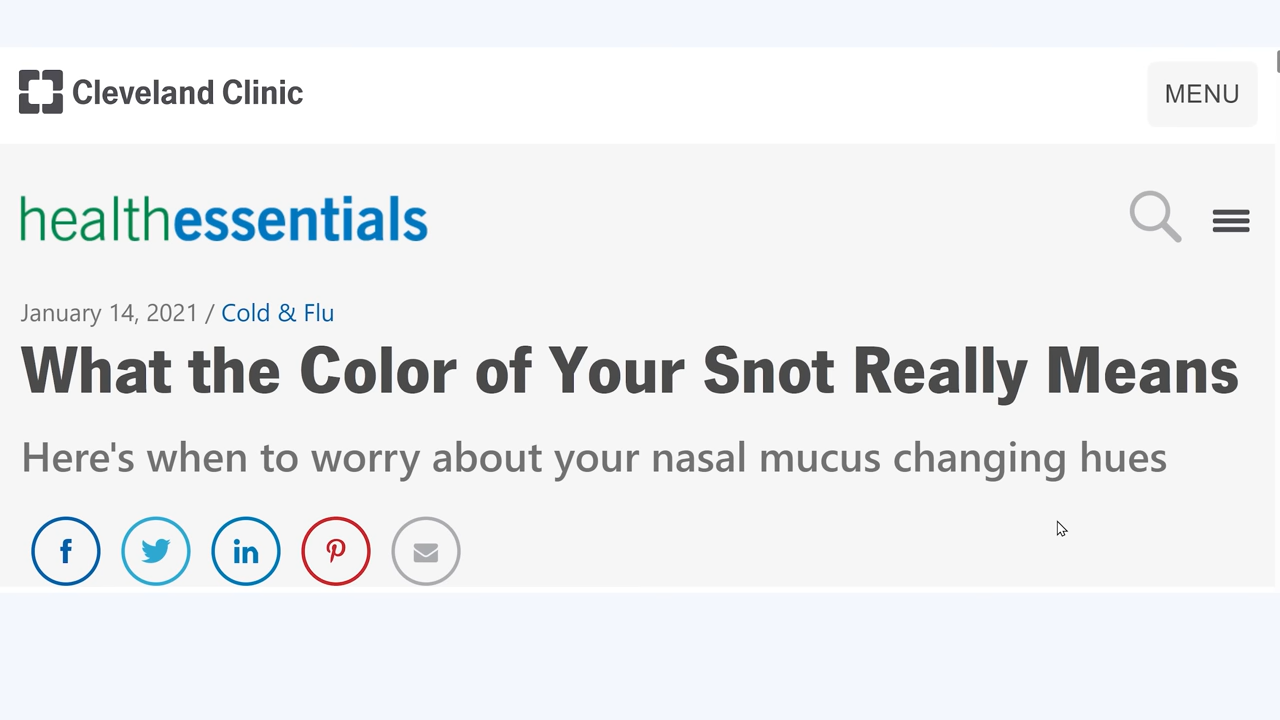 Cleveland Clinic
MENU
healthessentials
January 14, 2021 / Cold & Flu
What the Color of Your Snot Really Means
Here's when to worry about your nasal mucus changing hues